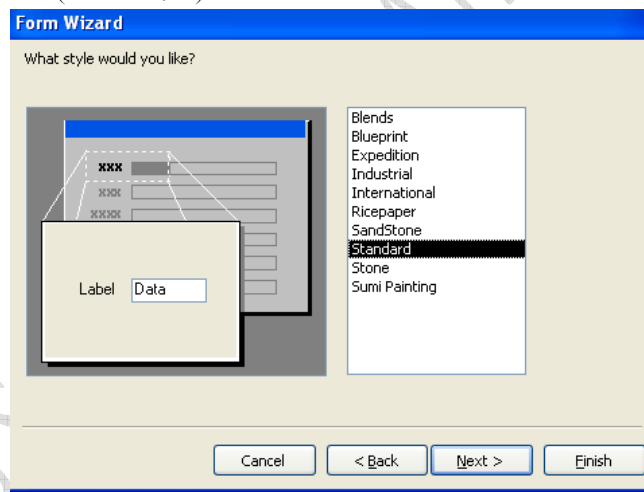 Form Wizard
What style would you like?
xxx
xxx
xxxx
Label Data
Blends
Blueprint
Expedition
Industrial
International
Ricepaper
SandStone
Standard
Stone
Sumi Painting
Cancel < Back Next > Finish